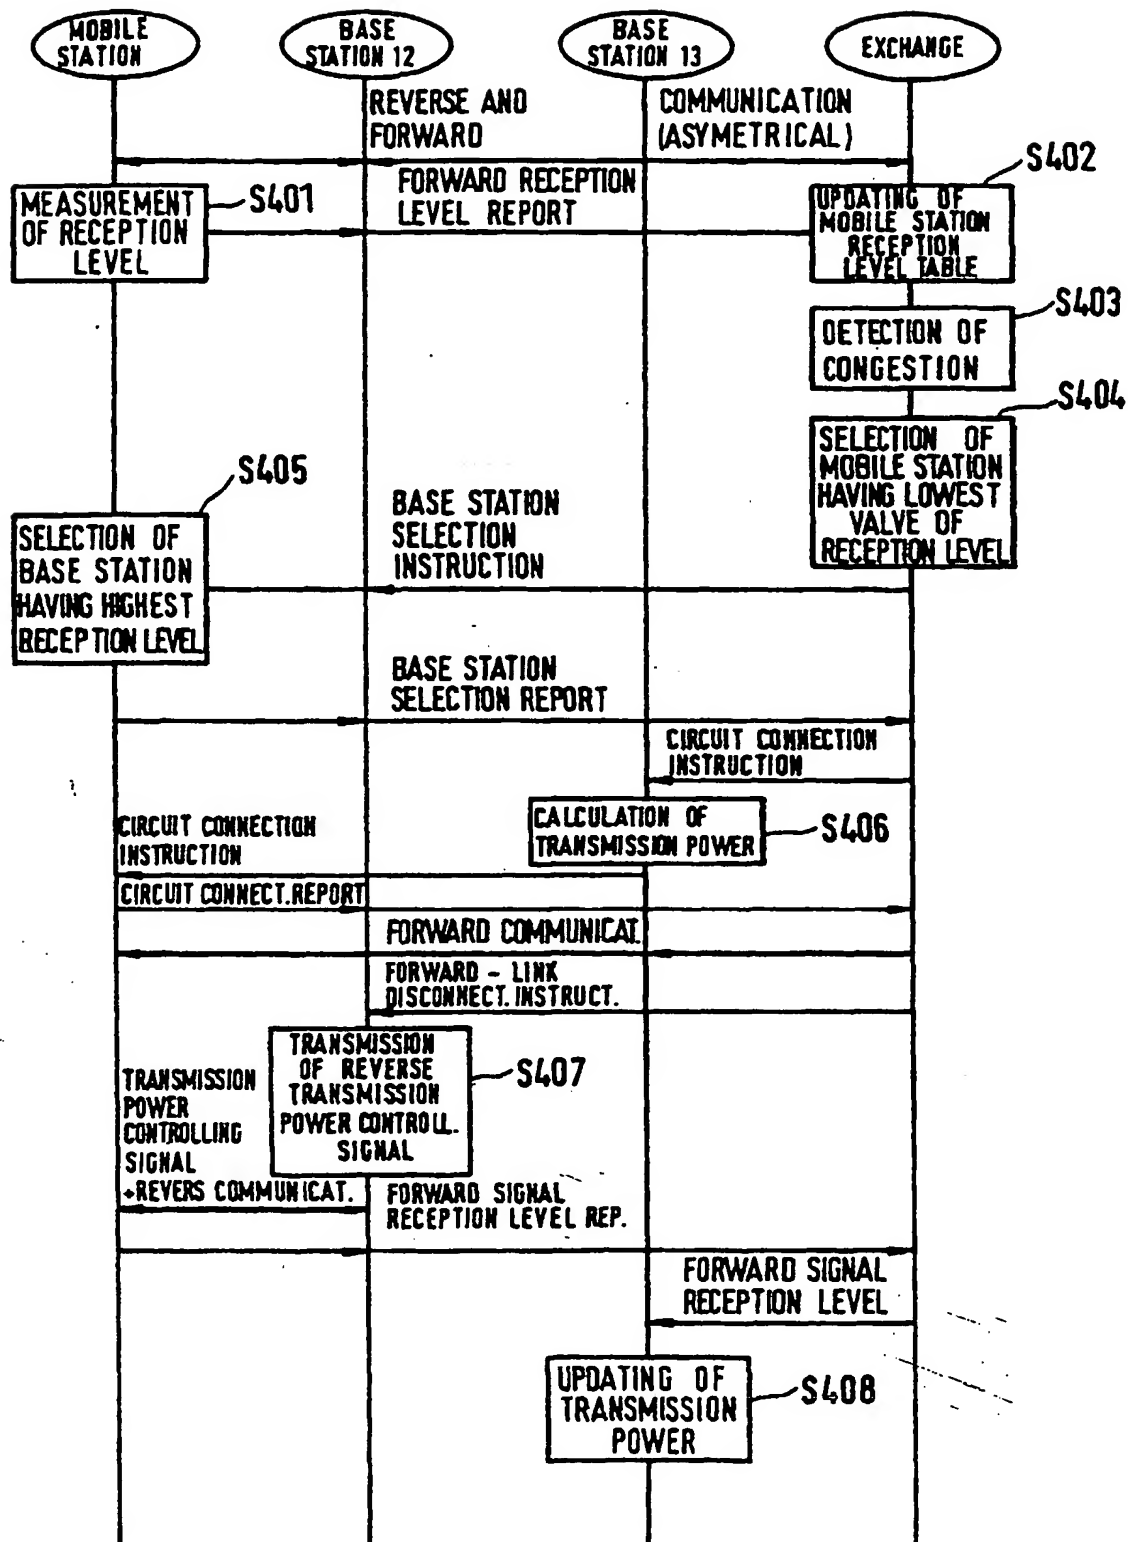 MOBILE
STATION
BASE
STATION 12
BASE
STATION 13
EXCHANGE
REVERSE AND
FORWARD
COMMUNICATION
(ASYMETRICAL)
S402
FORWARD RECEPTION
LEVEL REPORT
MEASUREMENT
OF RECEPTION
LEVEL
S401
UPDATING OF
MOBILE STATION
RECEPTION
LEVEL TABLE
S403
DETECTION OF
CONGESTION
S404
SELECTION OF
MOBILE STATION
HAVING LOWEST
VALVE OF
RECEPTION LEVEL
S405
SELECTION OF
BASE STATION
HAVING HIGHEST
RECEPTION LEVEL
BASE STATION
SELECTION
INSTRUCTION
BASE STATION
SELECTION REPORT
CIRCUIT CONNECTION
INSTRUCTION
CALCULATION OF
TRANSMISSION POWER
S406
CIRCUIT CONNECTION
INSTRUCTION
CIRCUIT CONNECT.REPORT
FORWARD COMMUNICAT.
FORWARD - LINK
DISCONNECT.INSTRUCT.
TRANSMISSION
OF REVERSE
TRANSMISSION
POWER CONTROLL.
SIGNAL
S407
TRANSMISSION
POWER
CONTROLLING
SIGNAL
+REVERS COMMUNICAT.
FORWARD SIGNAL
RECEPTION LEVEL REP.
FORWARD SIGNAL
RECEPTION LEVEL
UPDATING OF
TRANSMISSION
POWER
S408